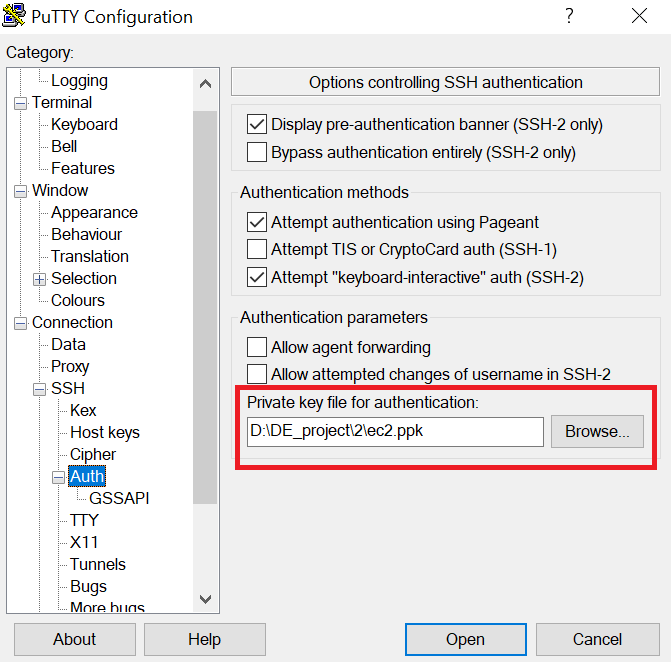 PuTTY Configuration
?
Category:
Logging
Terminal
Keyboard
Bell
Features
Window
Appearance
Behaviour
Translation
Selection
Colours
Connection
Data
Proxy
SSH
Kex
Host keys
Cipher
Auth
GSSAPI
TTY
X11
Tunnels
Bugs
More bugs
Options controlling SSH authentication
Display pre-authentication banner (SSH-2 only)
Bypass authentication entirely (SSH-2 only)
Authentication methods
Attempt authentication using Pageant
Attempt TIS or CryptoCard auth (SSH-1)
Attempt "keyboard-interactive" auth (SSH-2)
Authentication parameters
Allow agent forwarding
Allow attempted changes of username in SSH-2
Private key file for authentication:
D:\DE_project\2\ec2.ppk
Browse...
About
Help
Open
Cancel